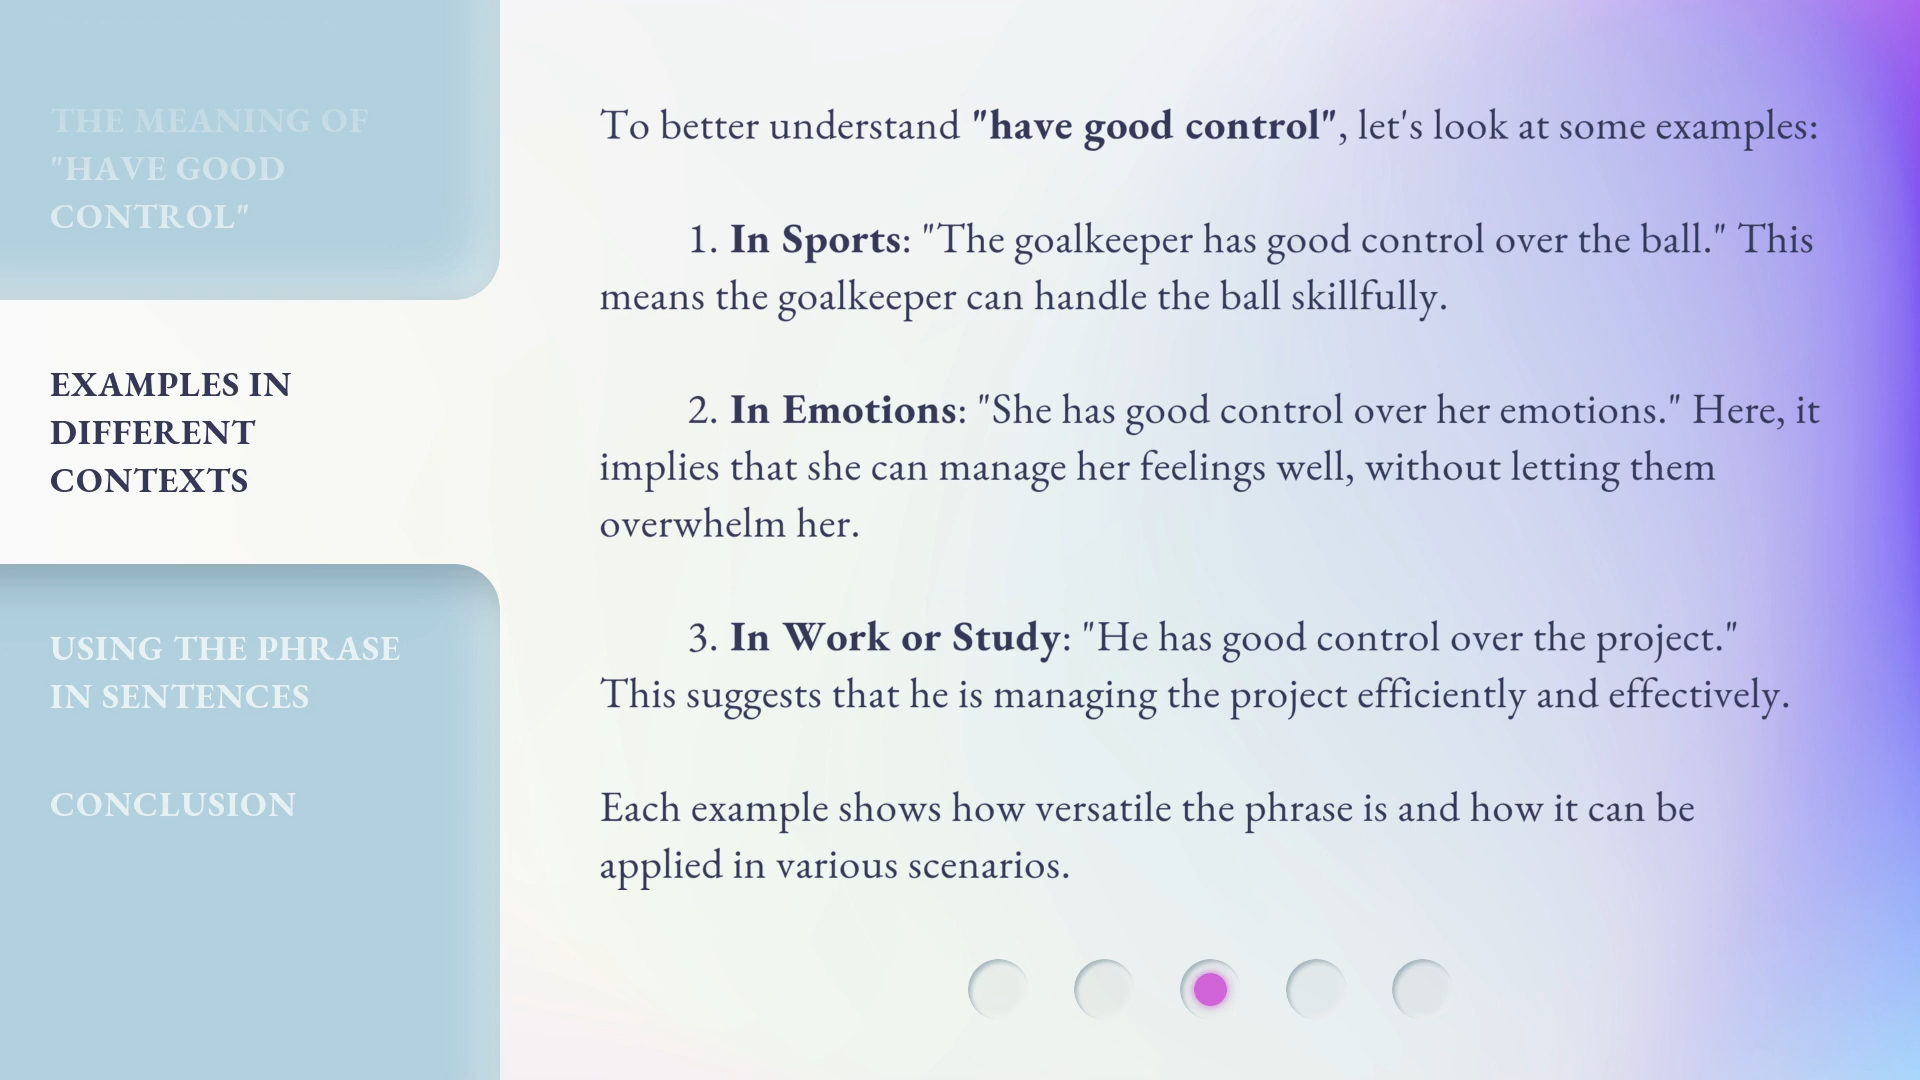 THE MEANING OF
"HAVE GOOD
CONTROL"
EXAMPLES IN
DIFFERENT
CONTEXTS
USING THE PHRASE
IN SENTENCES
CONCLUSION
To better understand "have good control", let's look at some examples:
1. In Sports: "The goalkeeper has good control over the ball." This
means the goalkeeper can handle the ball skillfully.
2. In Emotions: "She has good control over her emotions." Here, it
implies that she can manage her feelings well, without letting them
overwhelm her.
3. In Work or Study: "He has good control over the project."
This suggests that he is managing the project efficiently and effectively.
Each example shows how versatile the phrase is and how it can be
applied in various scenarios.